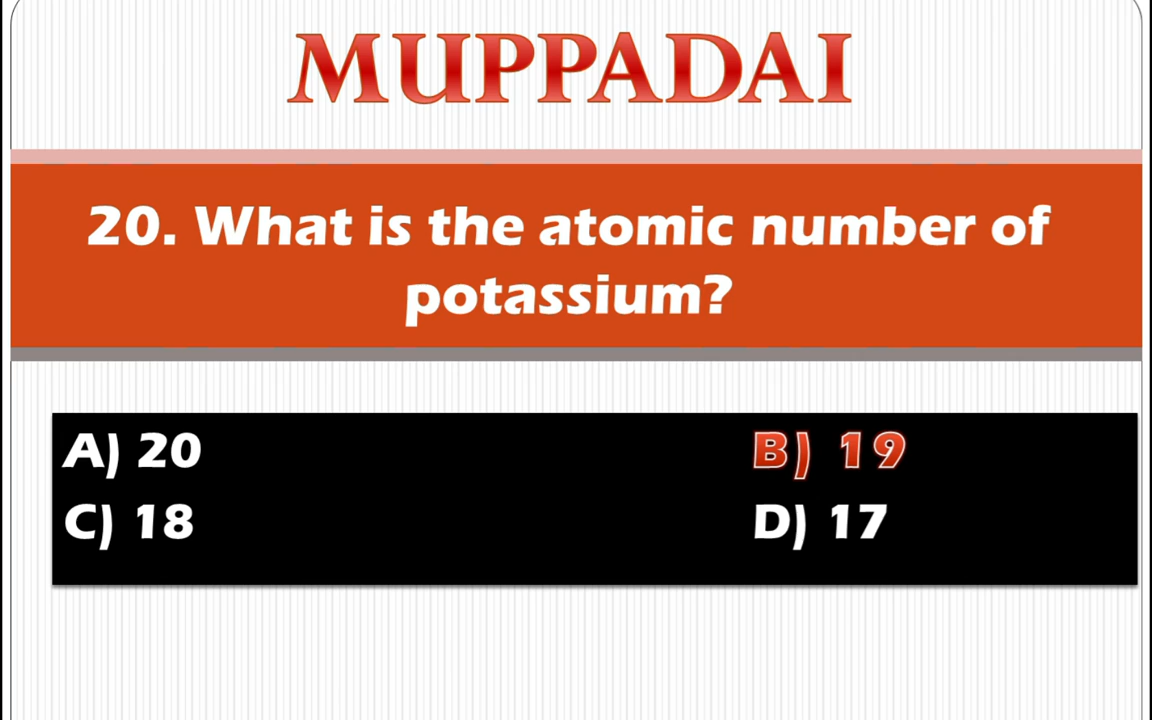 MUPPADAI
20. What is the atomic number of
potassium?
A) 20 B) 19
C) 18 D) 17